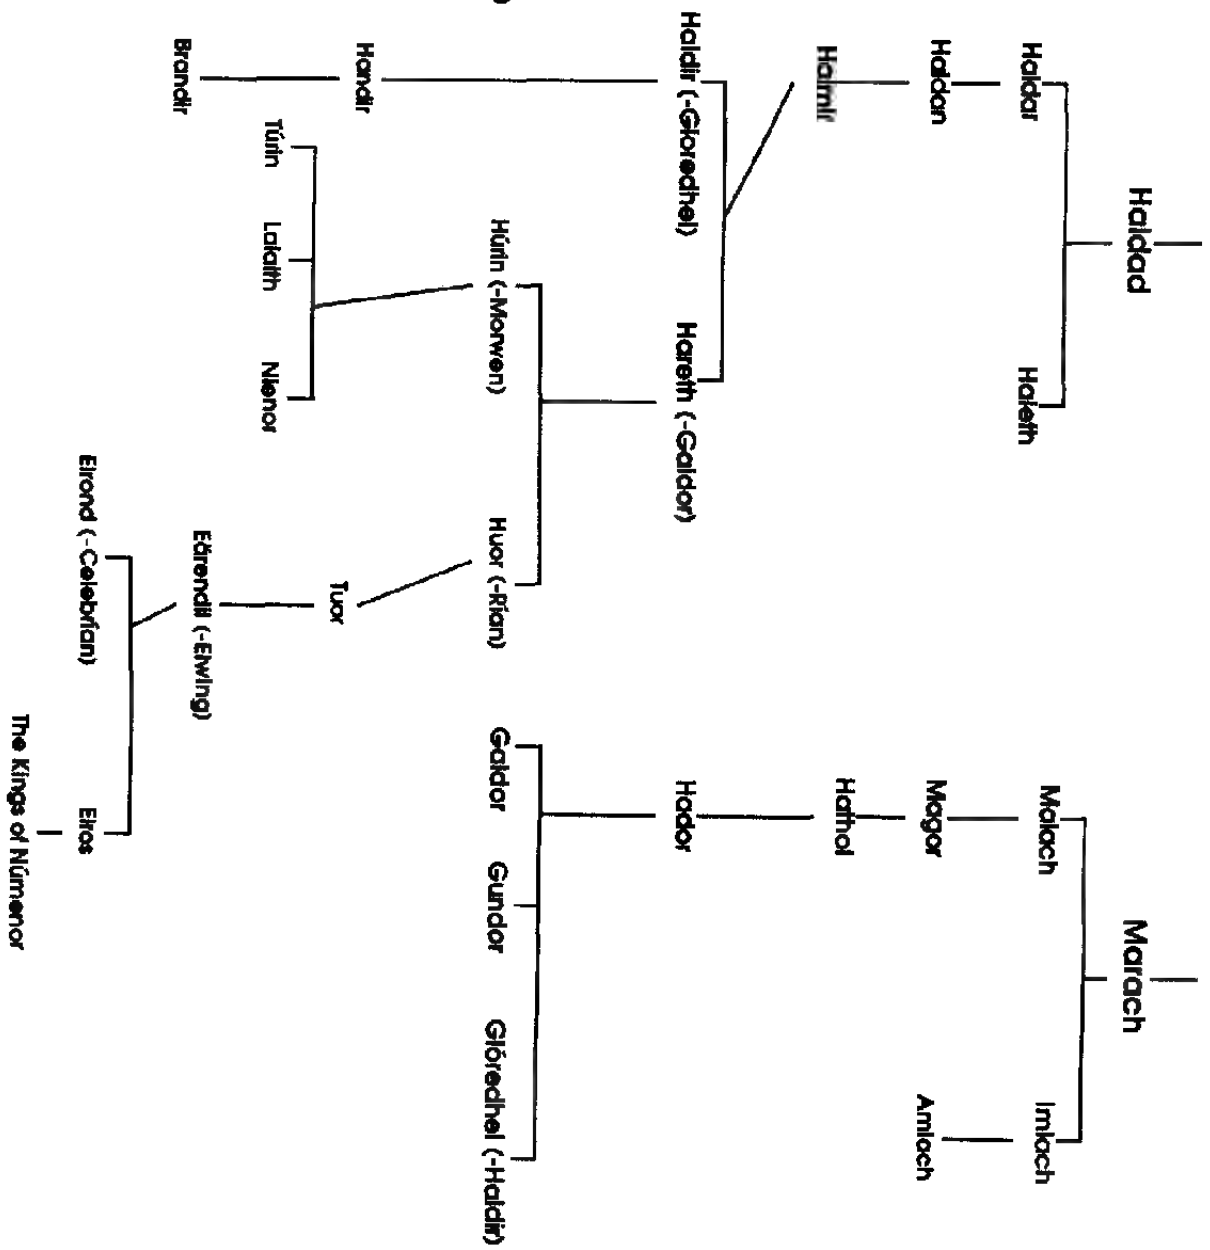 Haldad
Marach
Haldar
Haleth
Malach
Imlach
Haldan
Magor
Amlach
Halmir
Hathol
Haldir (-Gloredhel)
Hareth (-Galdor)
Hador
Húrin (-Morwen)
Huor (-Rían)
Galdor
Gundor
Glóredhel (-Haldir)
Handir
Tuor
Túrin
Lalaith
Nienor
Brandir
Eärendil (-Elwing)
Elrond (-Celebrían)
Elros
The Kings of Númenor